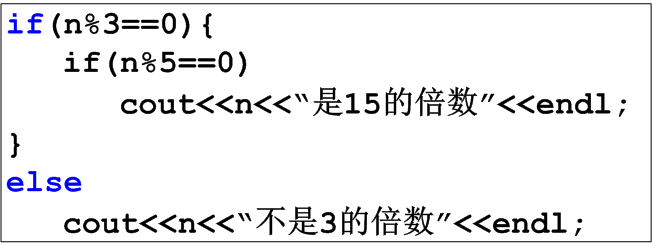 if(n%3==0){
if(n%5==0)
cout<<n<<“是15的倍数”<<endl;
}
else
cout<<n<<“不是3的倍数”<<endl;